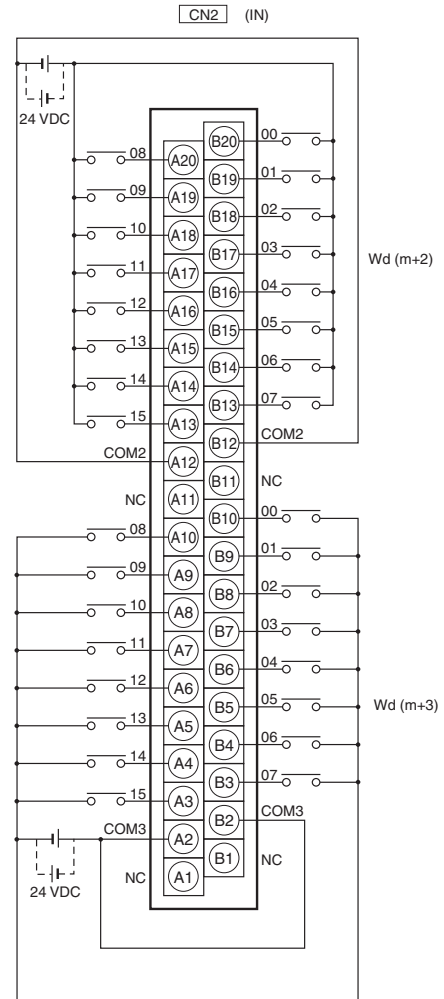 CN2 (IN)
24 VDC
08 A20 B20 00
09 A19 B19 01
10 A18 B18 02
11 A17 B17 03
Wd (m+2)
12 A16 B16 04
13 A15 B15 05
14 A14 B14 06
15 A13 B13 07
COM2 A12 B12 COM2
NC A11 B11 NC
08 A10 B10 00
09 A9 B9 01
10 A8 B8 02
11 A7 B7 03
12 A6 B6 04
13 A5 B5 05
Wd (m+3)
14 A4 B4 06
15 A3 B3 07
COM3 A2 B2 COM3
NC A1 B1 NC
24 VDC